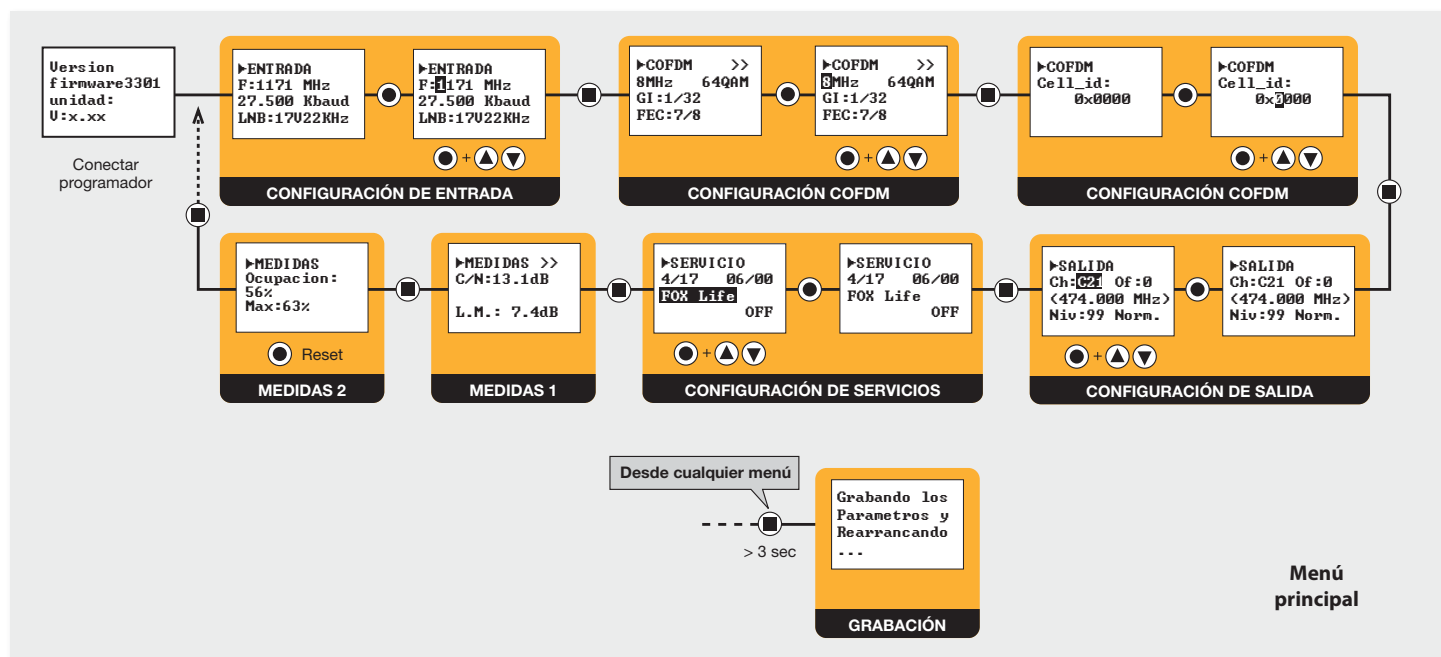 Version
firmware3301
unidad:
V:x.xx
Conectar
programador
▶ENTRADA
F:1171 MHz
27.500 Kbaud
LNB:17V22KHz
▶ENTRADA
F:1171 MHz
27.500 Kbaud
LNB:17V22KHz
+
CONFIGURACIÓN DE ENTRADA
▶COFDM >>
8MHz 64QAM
GI:1/32
FEC:7/8
▶COFDM >>
8MHz 64QAM
GI:1/32
FEC:7/8
+
CONFIGURACIÓN COFDM
▶COFDM
Cell_id:
0x0000
▶COFDM
Cell_id:
0x0000
+
CONFIGURACIÓN COFDM
▶MEDIDAS
Ocupacion:
56%
Max:63%
Reset
MEDIDAS 2
▶MEDIDAS >>
C/N:13.1dB
L.M.: 7.4dB
MEDIDAS 1
▶SERVICIO
4/17 06/00
FOX Life
OFF
+
▶SERVICIO
4/17 06/00
FOX Life
OFF
CONFIGURACIÓN DE SERVICIOS
▶SALIDA
Ch:C21 Of:0
(474.000 MHz)
Niv:99 Norm.
+
▶SALIDA
Ch:C21 Of:0
(474.000 MHz)
Niv:99 Norm.
CONFIGURACIÓN DE SALIDA
Desde cualquier menú
> 3 sec
Grabando los
Parametros y
Rearrancando
...
GRABACIÓN
Menú
principal